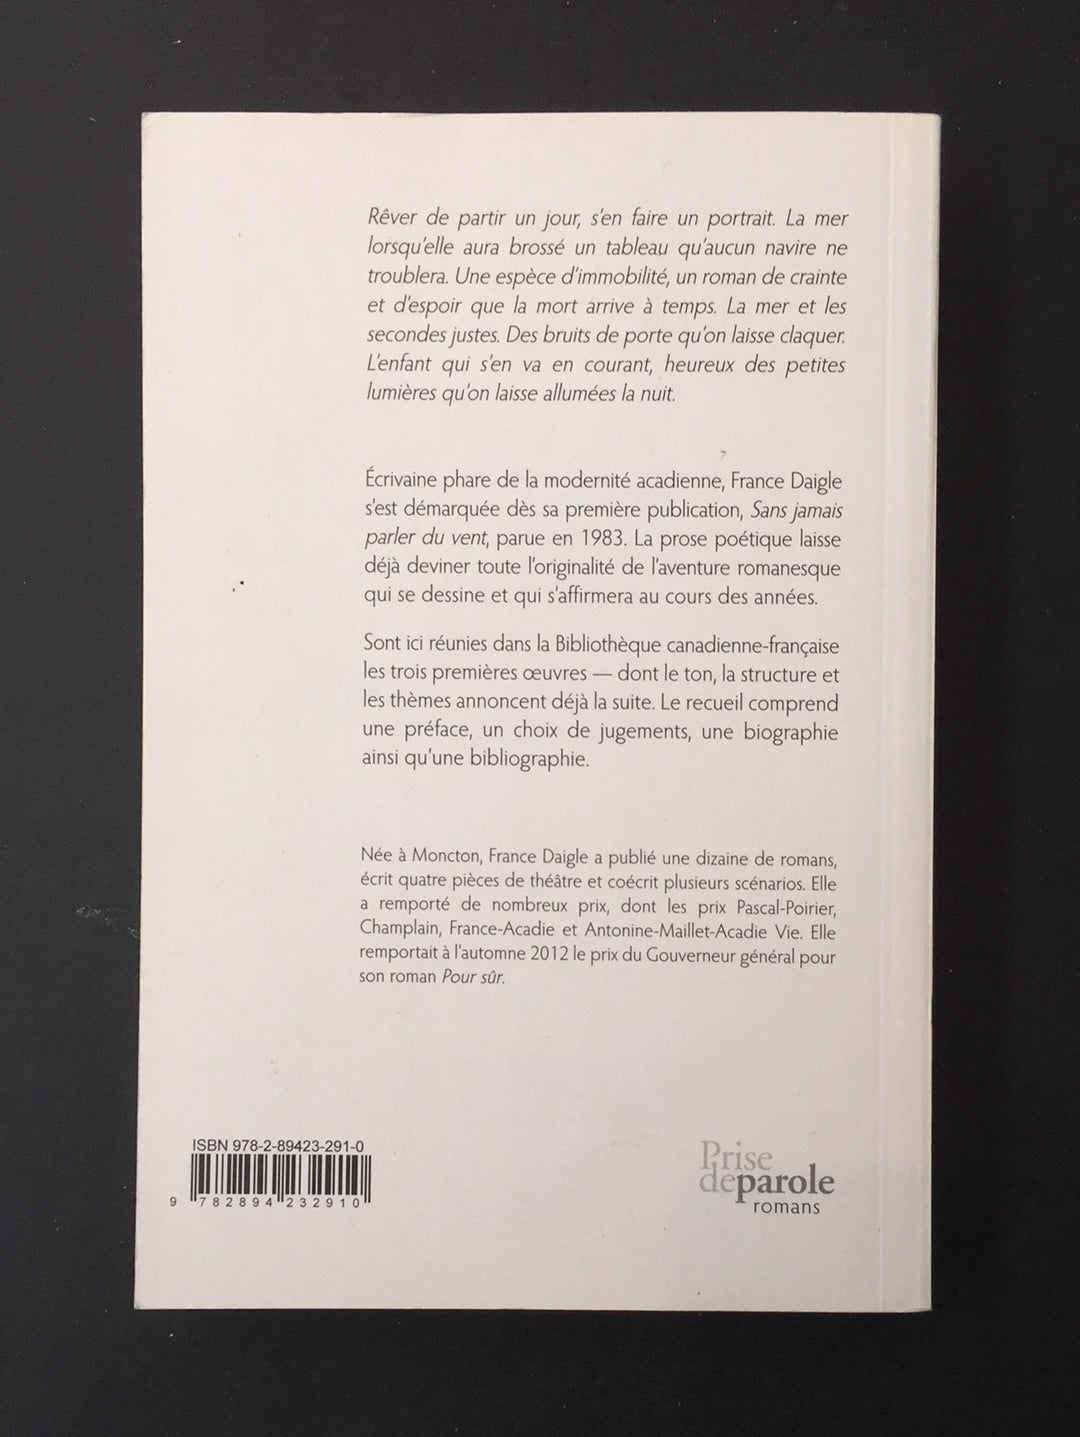 Rêver de partir un jour, s'en faire un portrait. La mer
lorsqu'elle aura brossé un tableau qu'aucun navire ne
troublera. Une espèce d'immobilité, un roman de crainte
et d'espoir que la mort arrive à temps. La mer et les
secondes justes. Des bruits de porte qu'on laisse claquer.
L'enfant qui s'en va en courant, heureux des petites
lumières qu'on laisse allumées la nuit.
Écrivaine phare de la modernité acadienne, France Daigle
s'est démarquée dès sa première publication, Sans jamais
parler du vent, parue en 1983. La prose poétique laisse
déjà deviner toute l'originalité de l'aventure romanesque
qui se dessine et qui s'affirmera au cours des années.
Sont ici réunies dans la Bibliothèque canadienne-française
les trois premières œuvres — dont le ton, la structure et
les thèmes annoncent déjà la suite. Le recueil comprend
une préface, un choix de jugements, une biographie
ainsi qu'une bibliographie.
Née à Moncton, France Daigle a publié une dizaine de romans,
écrit quatre pièces de théâtre et coécrit plusieurs scénarios. Elle
a remporté de nombreux prix, dont les prix Pascal-Poirier,
Champlain, France-Acadie et Antonine-Maillet-Acadie Vie. Elle
remportait à l'automne 2012 le prix du Gouverneur général pour
son roman Pour sûr.
ISBN 978-2-89423-291-0
9 782894 232910
Prise
deparole
romans